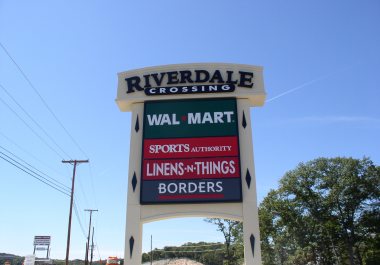 RIVERDALE
CROSSING
WAL★MART
SPORTS AUTHORITY
LINENS-N-THINGS
BORDERS